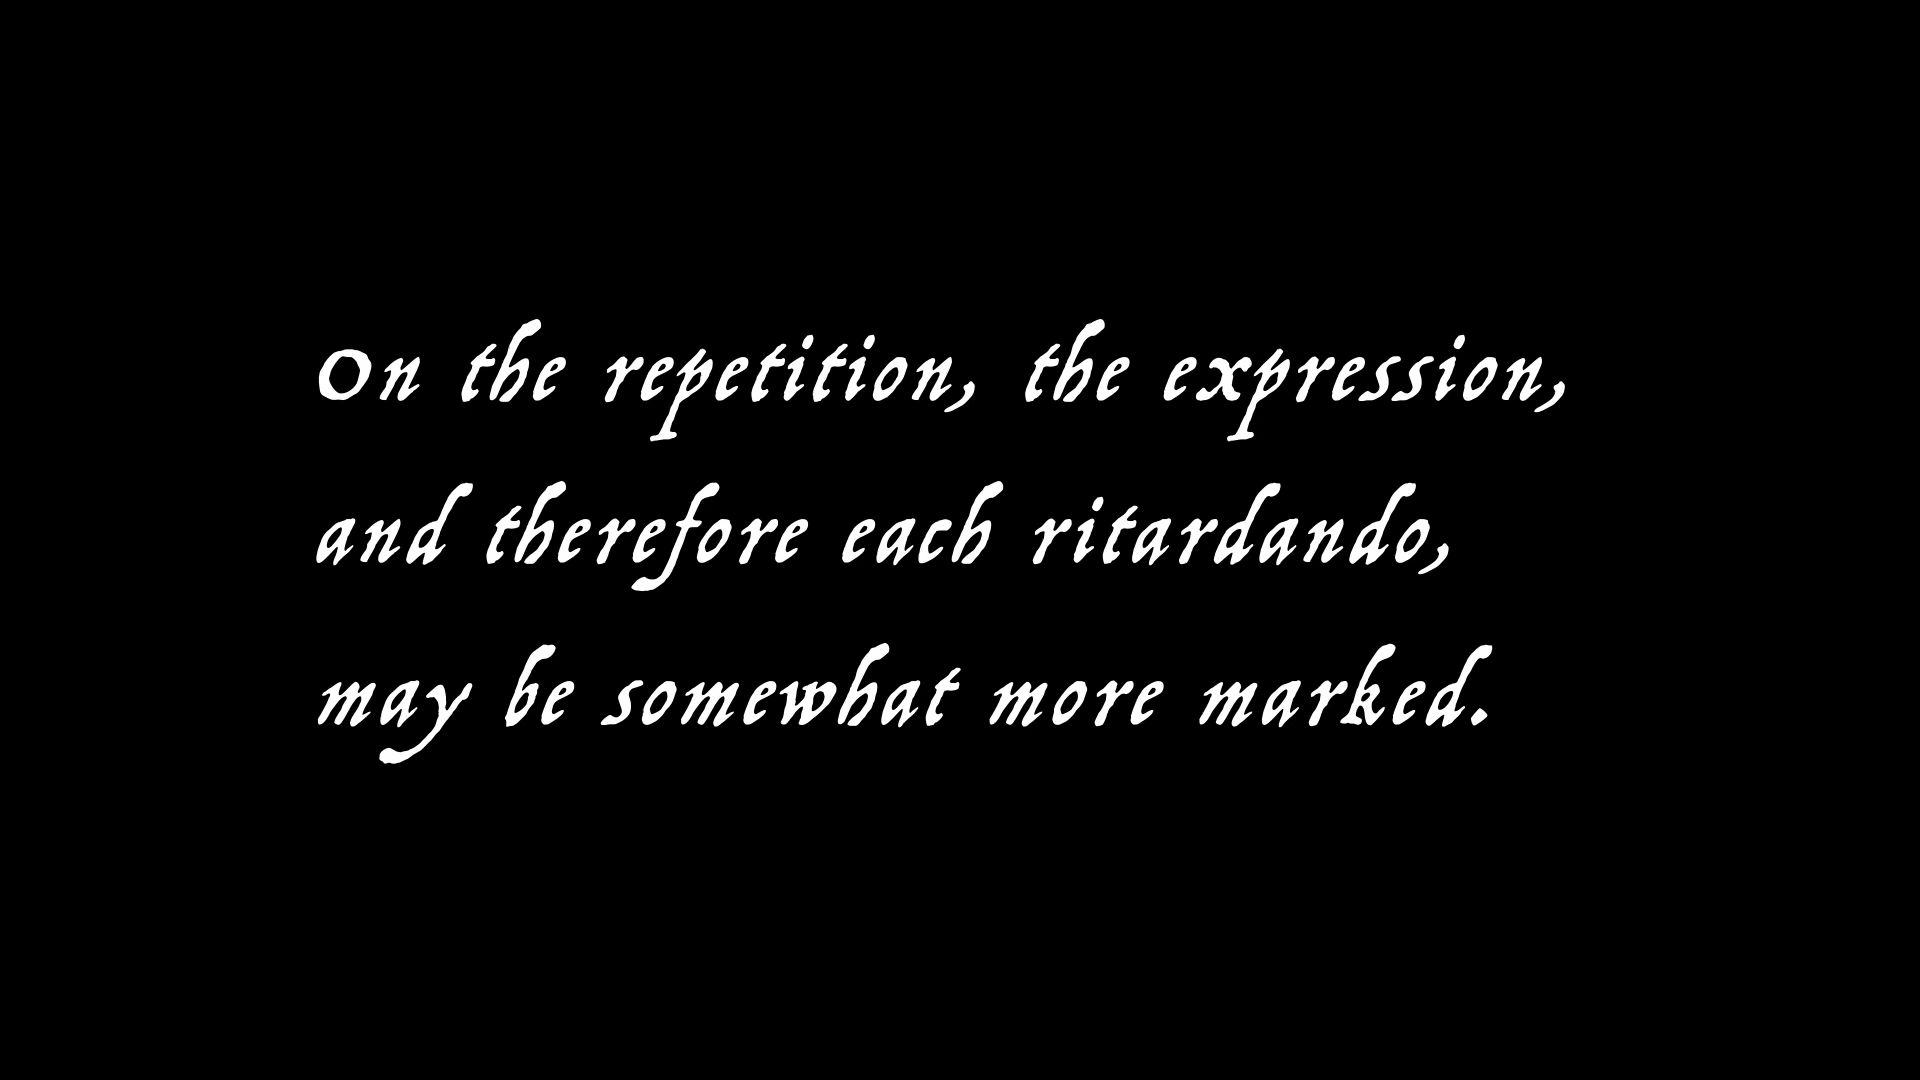 On the repetition, the expression,
and therefore each ritardando,
may be somewhat more marked.